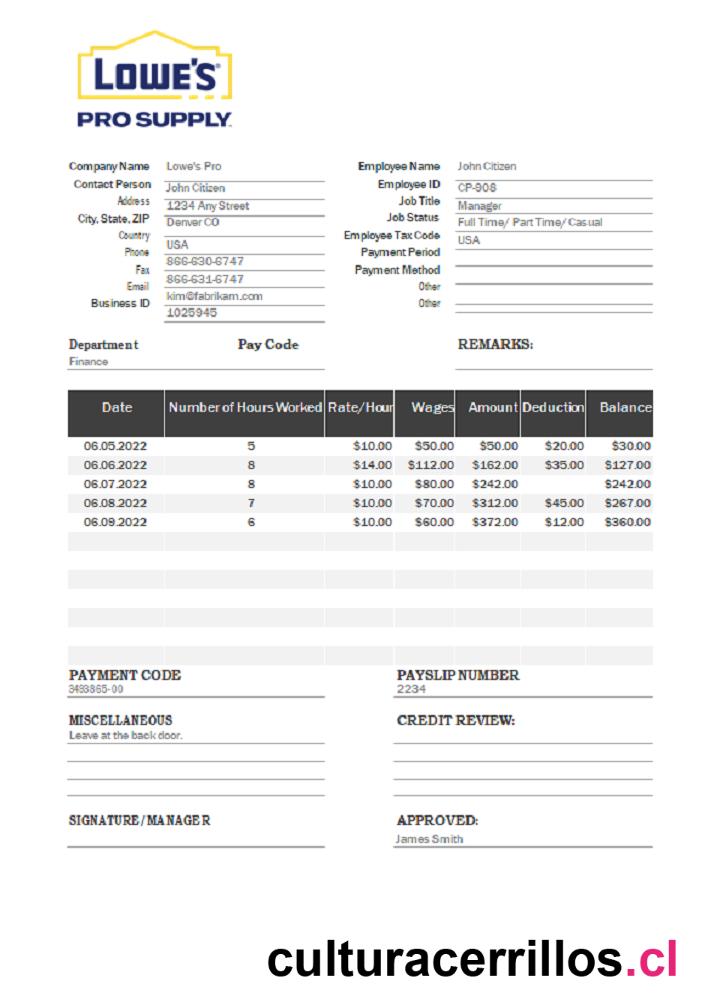 LOWE'S
PRO SUPPLY
Company Name Lowe's Pro
Contact Person John Citizen
Address 1234 Any Street
City, State, ZIP Denver CO
Country USA
Phone 866-630-6747
Fax 866-631-6747
Email kim@fabrikam.com
Business ID 1025945
Employee Name John Citizen
Employee ID CP-908
Job Title Manager
Job Status Full Time/ Part Time/ Casual
Employee Tax Code USA
Payment Period
Payment Method
Other
Other
Department Pay Code REMARKS:
Finance
Date Number of Hours Worked Rate/Hour Wages Amount Deduction Balance
06.05.2022 5 $10.00 $50.00 $50.00 $20.00 $30.00
06.06.2022 8 $14.00 $112.00 $162.00 $35.00 $127.00
06.07.2022 8 $10.00 $80.00 $242.00 $242.00
06.08.2022 7 $10.00 $70.00 $312.00 $45.00 $267.00
06.09.2022 6 $10.00 $60.00 $372.00 $12.00 $360.00
PAYMENT CODE PAYSLIP NUMBER
3493865-00 2234
MISCELLANEOUS CREDIT REVIEW:
Leave at the back door.
SIGNATURE/MANAGER APPROVED:
James Smith
culturacerrillos.cl